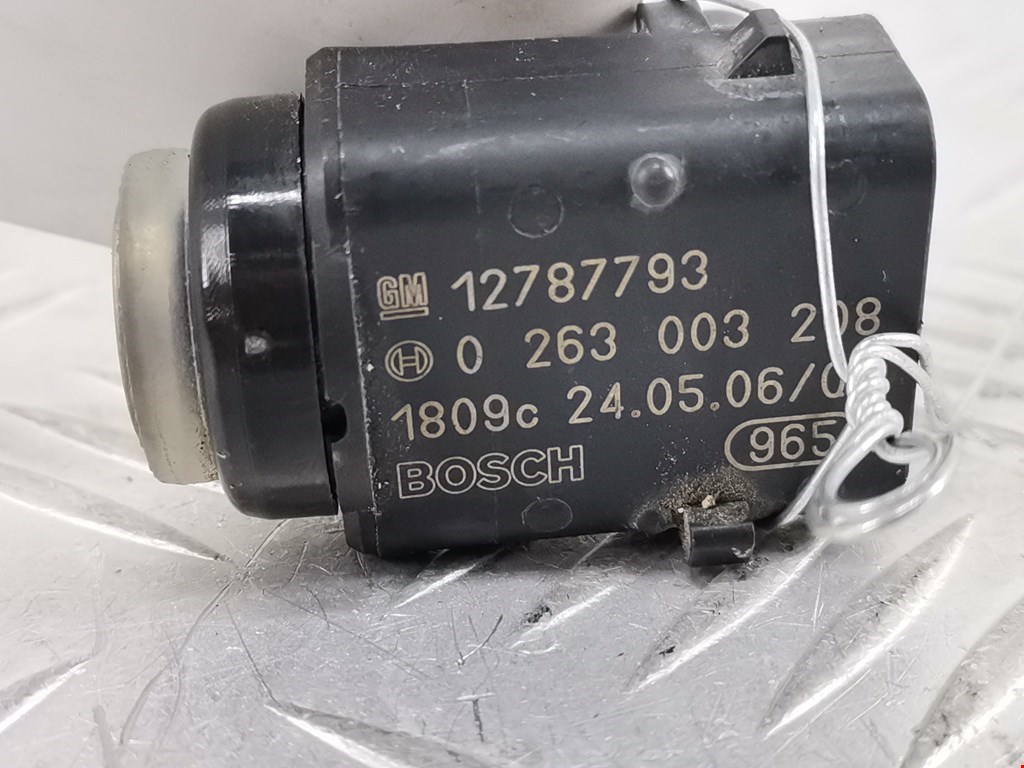 GM 12787793
0 263 003 208
1809c 24.05.06/0
BOSCH 965